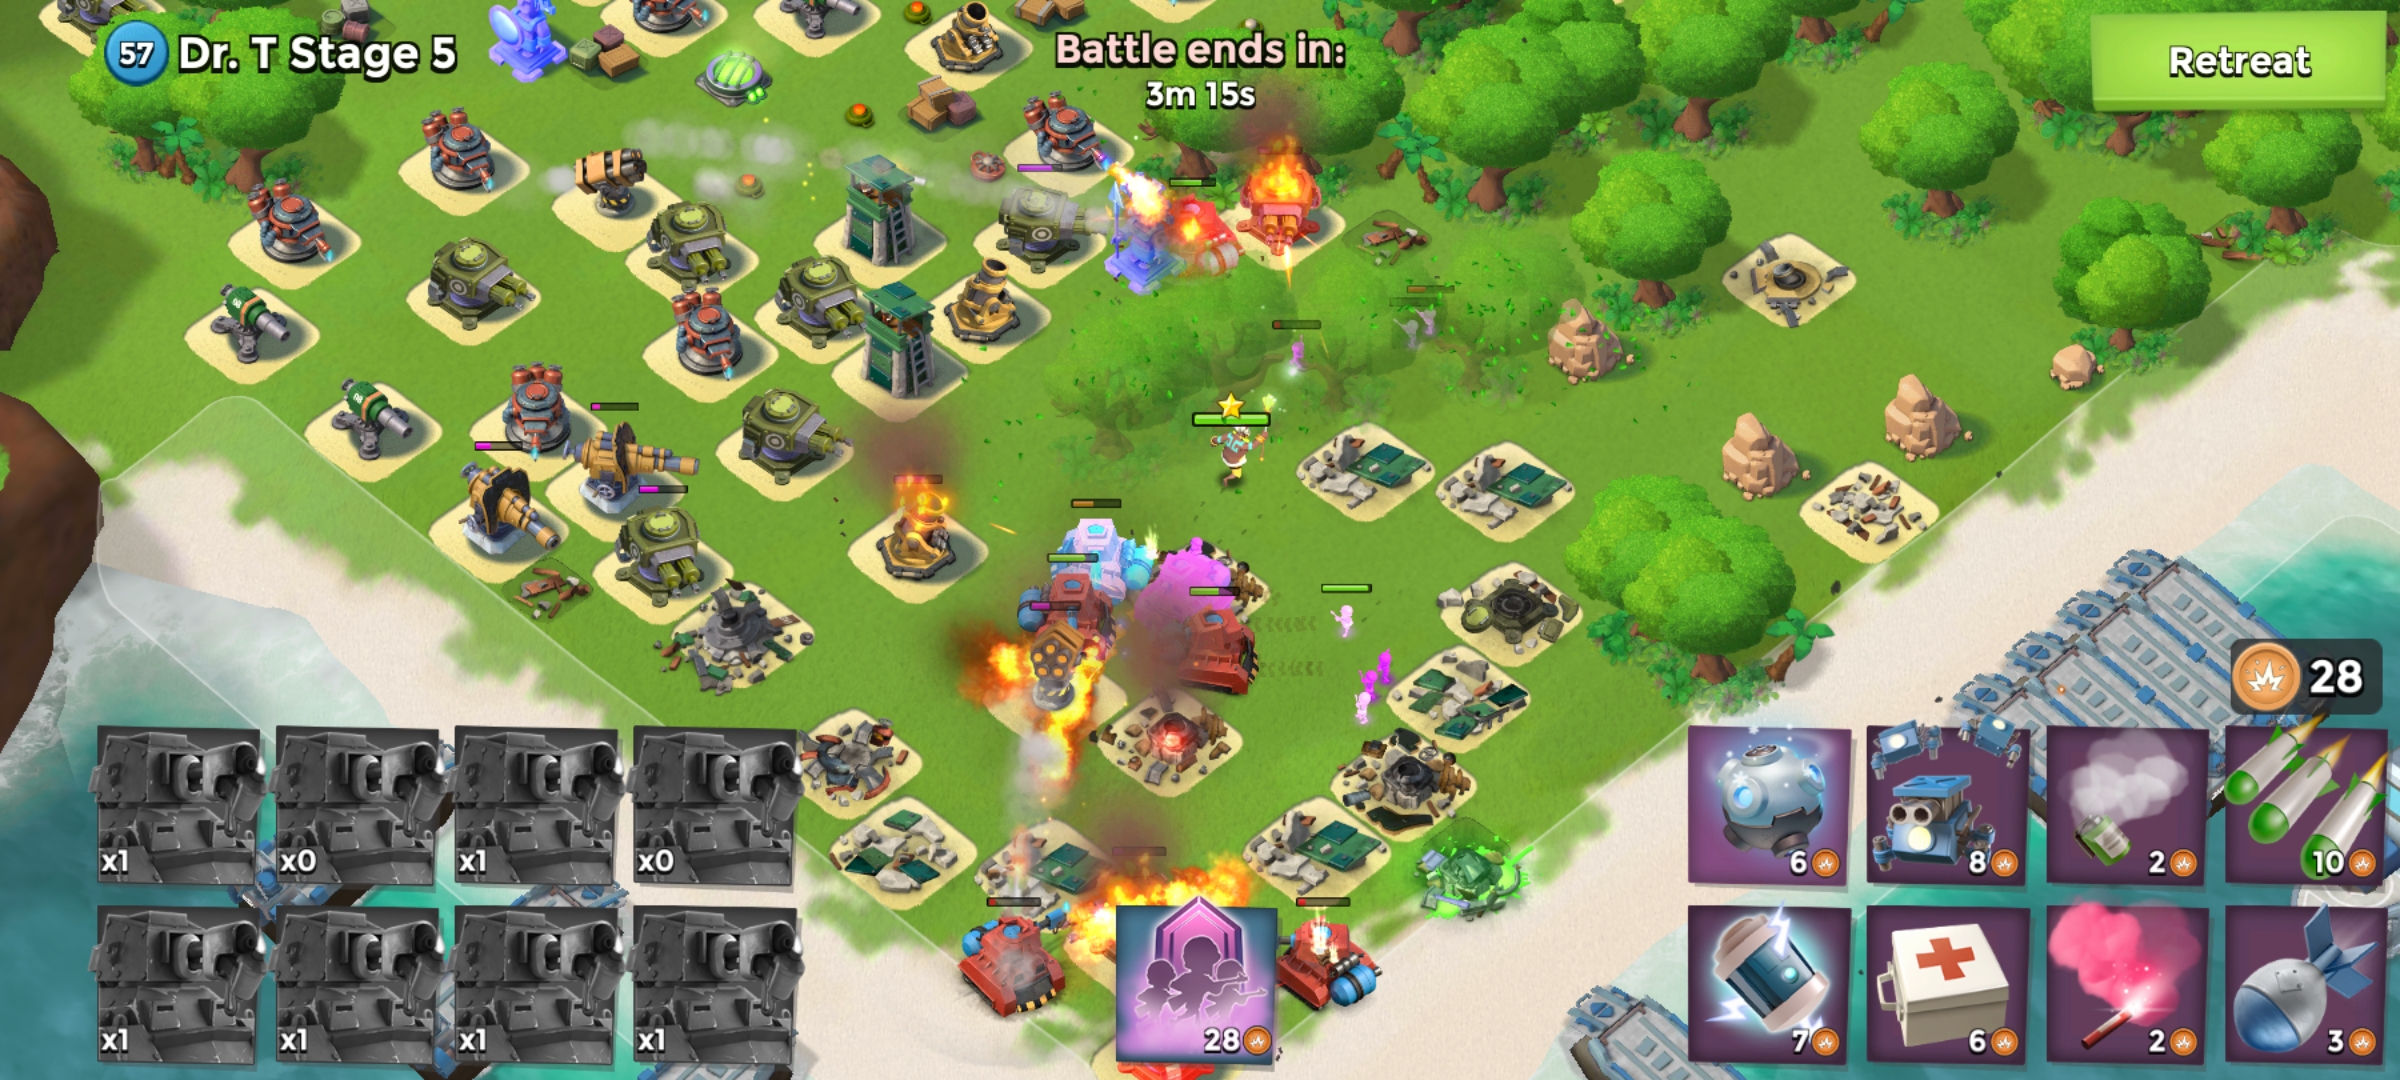 57 Dr. T Stage 5
Battle ends in:
3m 15s
Retreat
28
x1
x0
x1
x0
6
8
2
10
x1
x1
x1
x1
28
7
6
2
3